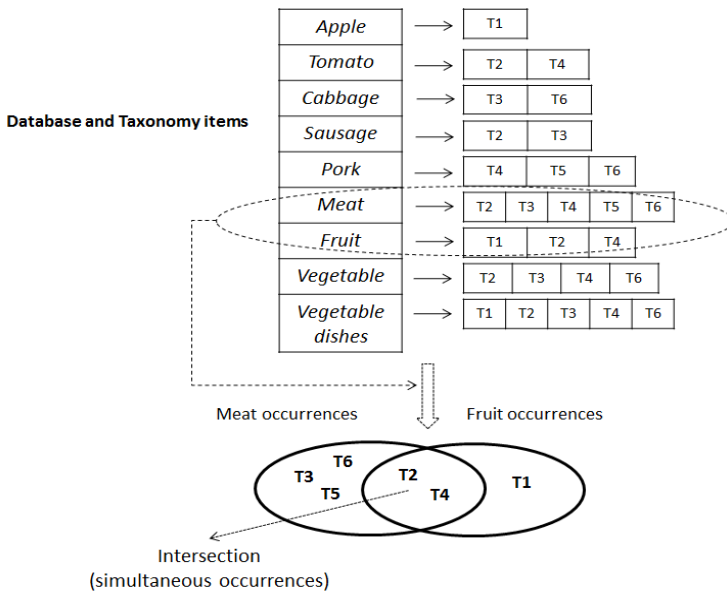 Apple T1
Tomato T2 T4
Cabbage T3 T6
Database and Taxonomy items
Sausage T2 T3
Pork T4 T5 T6
Meat T2 T3 T4 T5 T6
Fruit T1 T2 T4
Vegetable T2 T3 T4 T6
Vegetable T1 T2 T3 T4 T6
dishes
Meat occurrences Fruit occurrences
T6
T3
T5
T2
T4
T1
Intersection
(simultaneous occurrences)